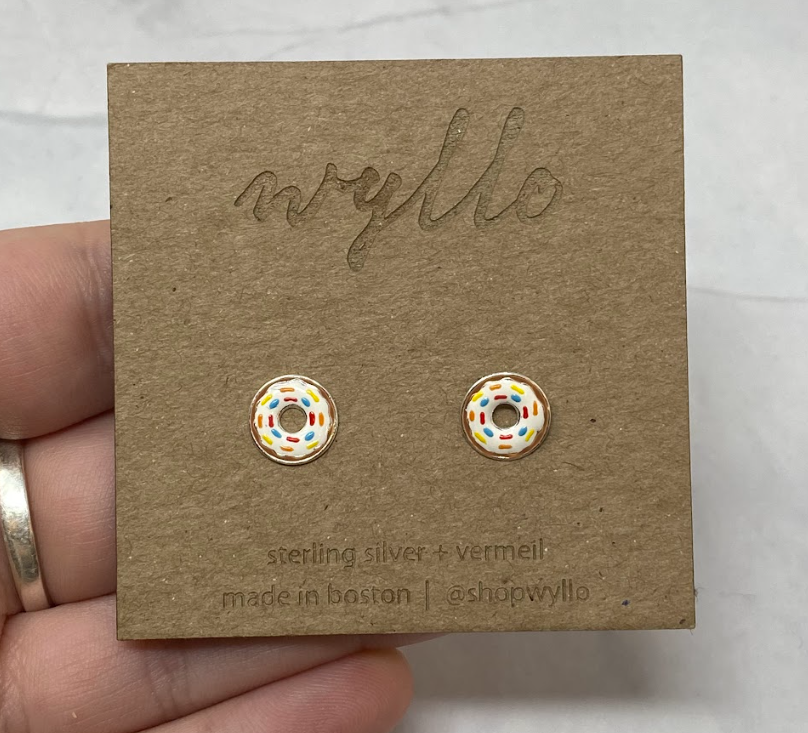 wyllo
sterling silver + vermeil
made in boston | @shopwyllo